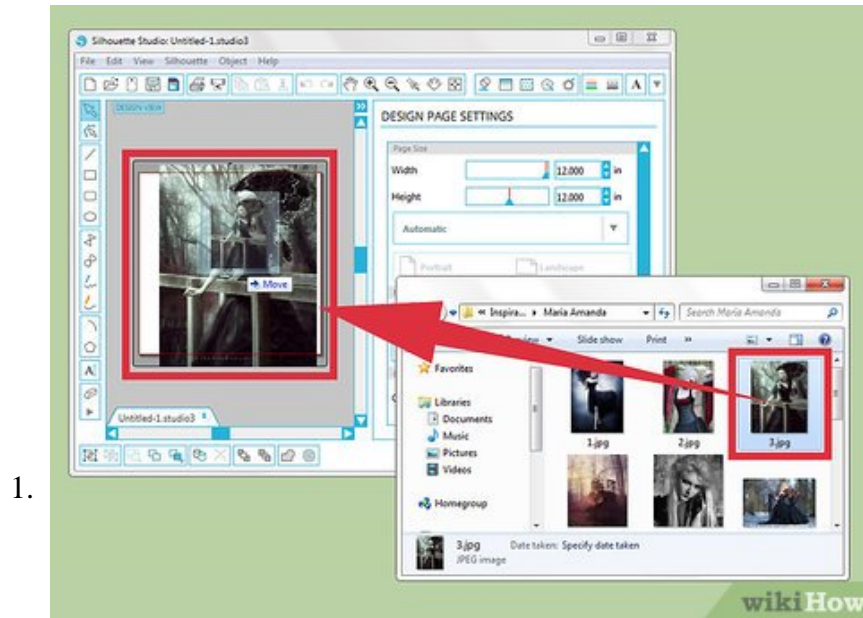 Silhouette Studio: Untitled-1.studio3
File Edit View Silhouette Object Help
DESIGN VIEW
DESIGN PAGE SETTINGS
Page Size
Width 12.000 in
Height 12.000 in
Automatic
Portrait Landscape
Move
« Inspira... Maria Amanda Search Maria Amanda
Slide show Print »
Favorites
Libraries
Documents
Music
Pictures
Videos
Homegroup
1.jpg 2.jpg 3.jpg
Untitled-1.studio3
1.
3.jpg Date taken: Specify date taken
JPEG image
wikiHow